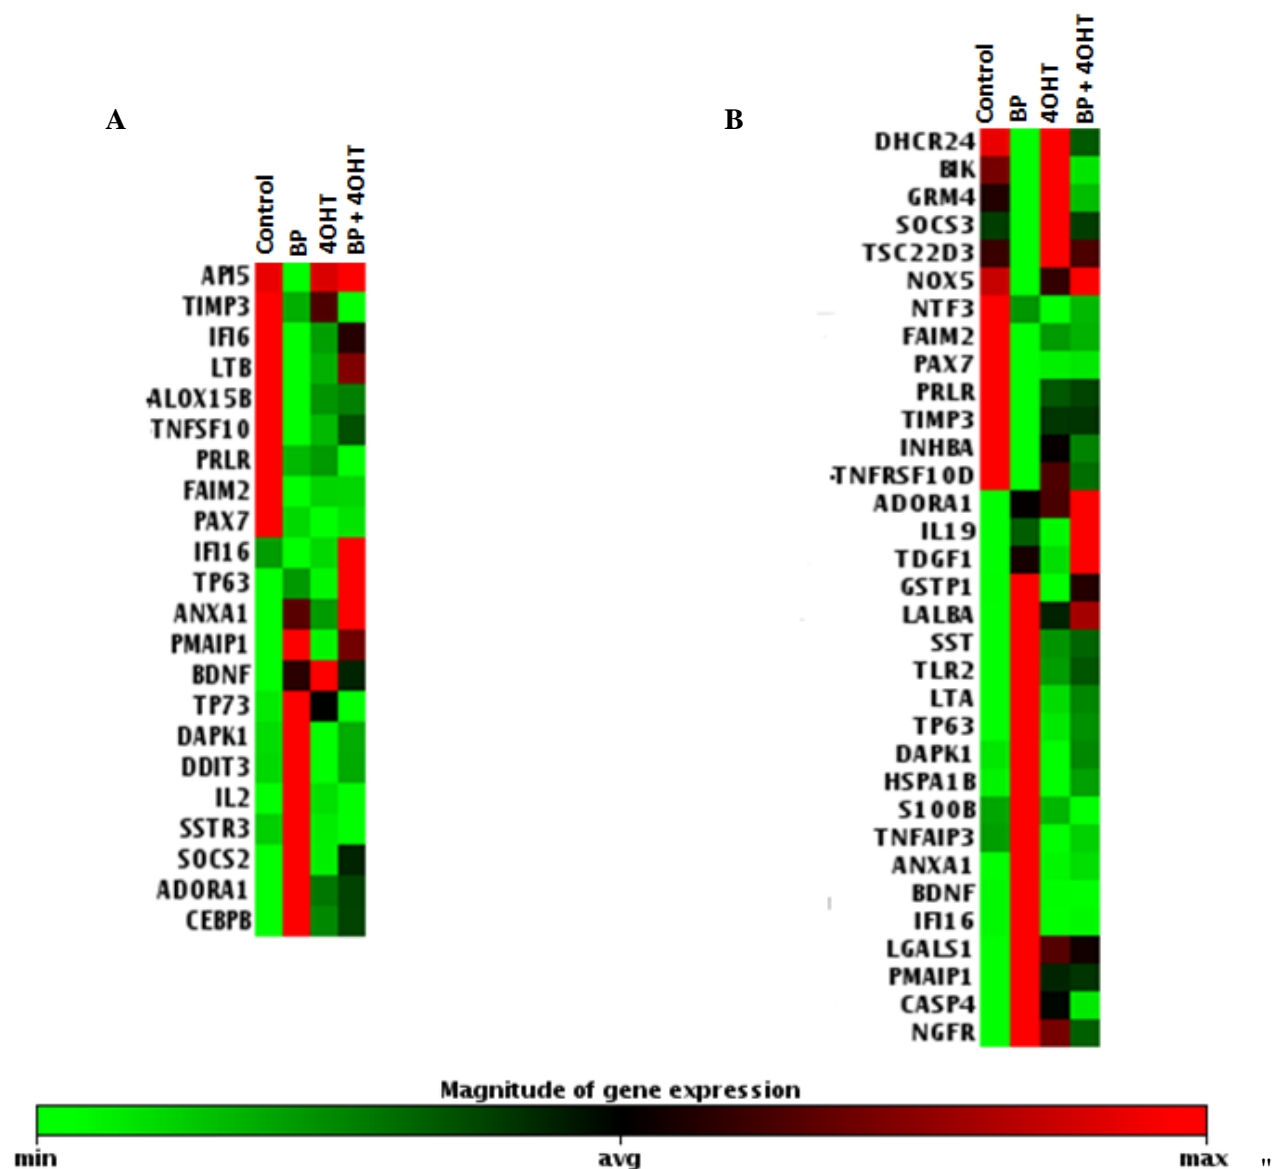 A
Control
BP
4OHT
BP + 4OHT
API5
TIMP3
IFI6
LTB
ALOX15B
TNFSF10
PRLR
FAIM2
PAX7
IFI16
TP63
ANXA1
PMAIP1
BDNF
TP73
DAPK1
DDIT3
IL2
SSTR3
SOCS2
ADORA1
CEBPB
B
Control
BP
4OHT
BP + 4OHT
DHCR24
BIK
GRM4
SOCS3
TSC22D3
NOX5
NTF3
FAIM2
PAX7
PRLR
TIMP3
INHBA
TNFRSF10D
ADORA1
IL19
TDGF1
GSTP1
LALBA
SST
TLR2
LTA
TP63
DAPK1
HSPA1B
S100B
TNFAIP3
ANXA1
BDNF
IFI16
LGALS1
PMAIP1
CASP4
NGFR
Magnitude of gene expression
min avg max "